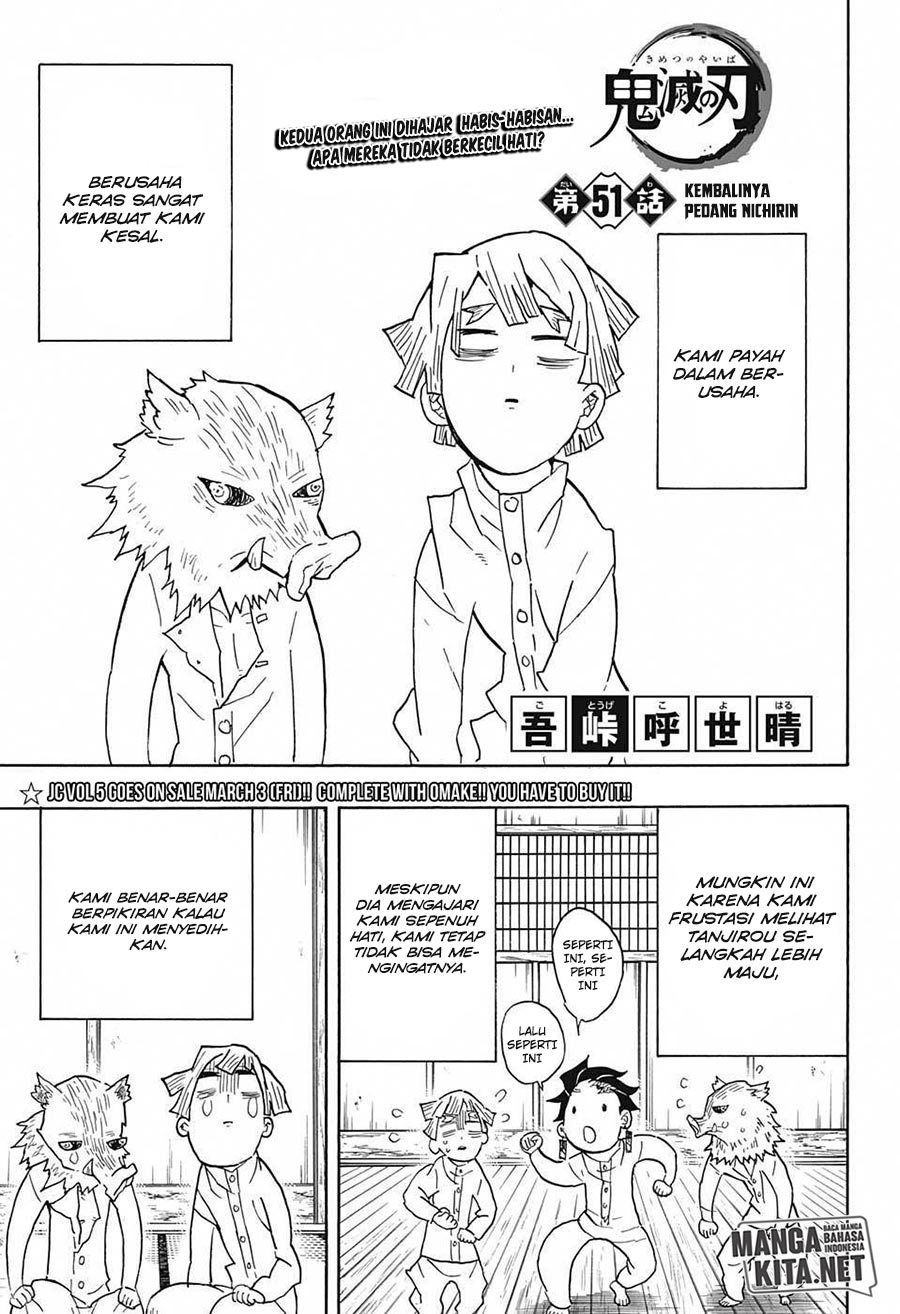 きめつのやいば
鬼滅の刃
第51話
だい
わ
KEMBALINYA
PEDANG NICHIRIN
KEDUA ORANG INI DIHAJAR HABIS-HABISAN...
APA MEREKA TIDAK BERKECIL HATI?
KAMI PAYAH
DALAM BER-
USAHA.
BERUSAHA
KERAS SANGAT
MEMBUAT KAMI
KESAL.
ご とうげ こ よ はる
吾峠呼世晴
☆ JC VOL 5 GOES ON SALE MARCH 3 (FRI)!! COMPLETE WITH OMAKE!! YOU HAVE TO BUY IT!!
MUNGKIN INI
KARENA KAMI
FRUSTASI MELIHAT
TANJIROU SE-
LANGKAH LEBIH
MAJU,
SEPERTI
INI, SE-
PERTI
INI
LALU
SEPERTI
INI
MESKIPUN
DIA MENGAJARI
KAMI SEPENUH
HATI, KAMI TETAP
TIDAK BISA ME-
NGINGATNYA.
KAMI BENAR-BENAR
BERPIKIRAN KALAU
KAMI INI MENYEDIH-
KAN.
MANGA
KITA.NET
BACA MANGA
BAHASA
INDONESIA